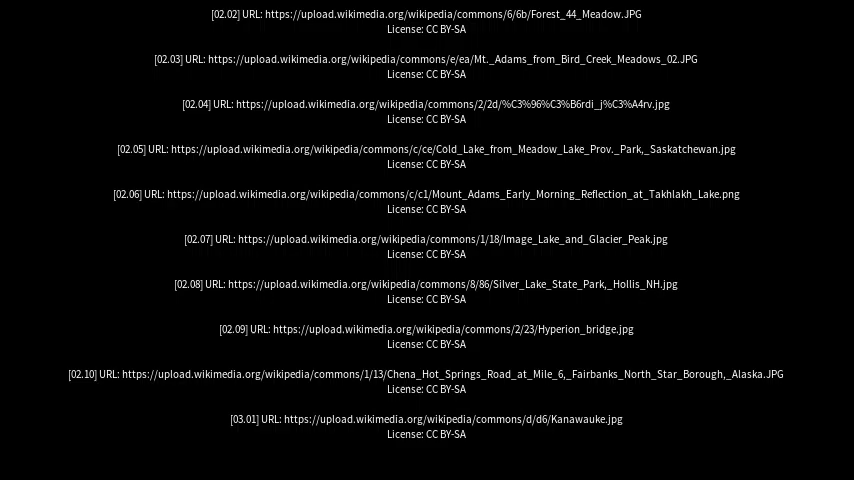 [02.02] URL: https://upload.wikimedia.org/wikipedia/commons/6/6b/Forest_44_Meadow.JPG
License: CC BY-SA
[02.03] URL: https://upload.wikimedia.org/wikipedia/commons/e/ea/Mt._Adams_from_Bird_Creek_Meadows_02.JPG
License: CC BY-SA
[02.04] URL: https://upload.wikimedia.org/wikipedia/commons/2/2d/%C3%96%C3%B6rdi_j%C3%A4rv.jpg
License: CC BY-SA
[02.05] URL: https://upload.wikimedia.org/wikipedia/commons/c/ce/Cold_Lake_from_Meadow_Lake_Prov._Park,_Saskatchewan.jpg
License: CC BY-SA
[02.06] URL: https://upload.wikimedia.org/wikipedia/commons/c/c1/Mount_Adams_Early_Morning_Reflection_at_Takhlakh_Lake.png
License: CC BY-SA
[02.07] URL: https://upload.wikimedia.org/wikipedia/commons/1/18/Image_Lake_and_Glacier_Peak.jpg
License: CC BY-SA
[02.08] URL: https://upload.wikimedia.org/wikipedia/commons/8/86/Silver_Lake_State_Park,_Hollis_NH.jpg
License: CC BY-SA
[02.09] URL: https://upload.wikimedia.org/wikipedia/commons/2/23/Hyperion_bridge.jpg
License: CC BY-SA
[02.10] URL: https://upload.wikimedia.org/wikipedia/commons/1/13/Chena_Hot_Springs_Road_at_Mile_6,_Fairbanks_North_Star_Borough,_Alaska.JPG
License: CC BY-SA
[03.01] URL: https://upload.wikimedia.org/wikipedia/commons/d/d6/Kanawauke.jpg
License: CC BY-SA